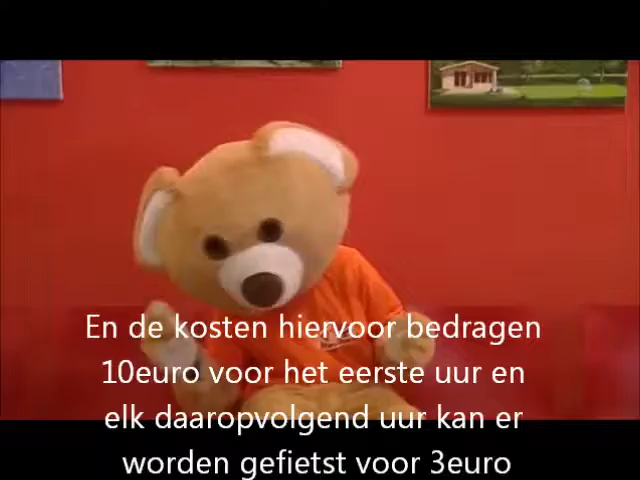 En de kosten hiervoor bedragen
10euro voor het eerste uur en
elk daaropvolgend uur kan er
worden gefietst voor 3euro